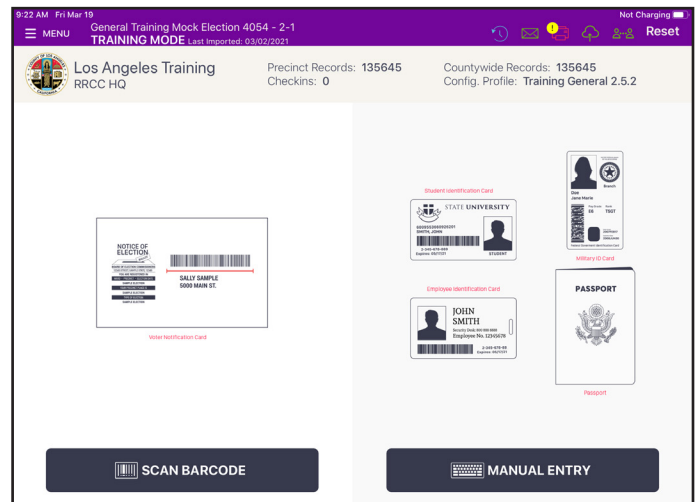 9:22 AM Fri Mar 19
Not Charging
MENU
General Training Mock Election 4054 - 2-1
TRAINING MODE Last Imported: 03/02/2021
Reset
Los Angeles Training
RRCC HQ
Precinct Records: 135645
Checkins: 0
Countywide Records: 135645
Config. Profile: Training General 2.5.2
NOTICE OF
ELECTION
SALLY SAMPLE
5000 MAIN ST.
Voter Notification Card
Student Identification Card
STATE UNIVERSITY
SMITH, JOHN
STUDENT
Branch
Doe
Jane Marie
Military ID Card
Employee Identification Card
JOHN
SMITH
Employee No. 12345678
PASSPORT
Passport
SCAN BARCODE
MANUAL ENTRY